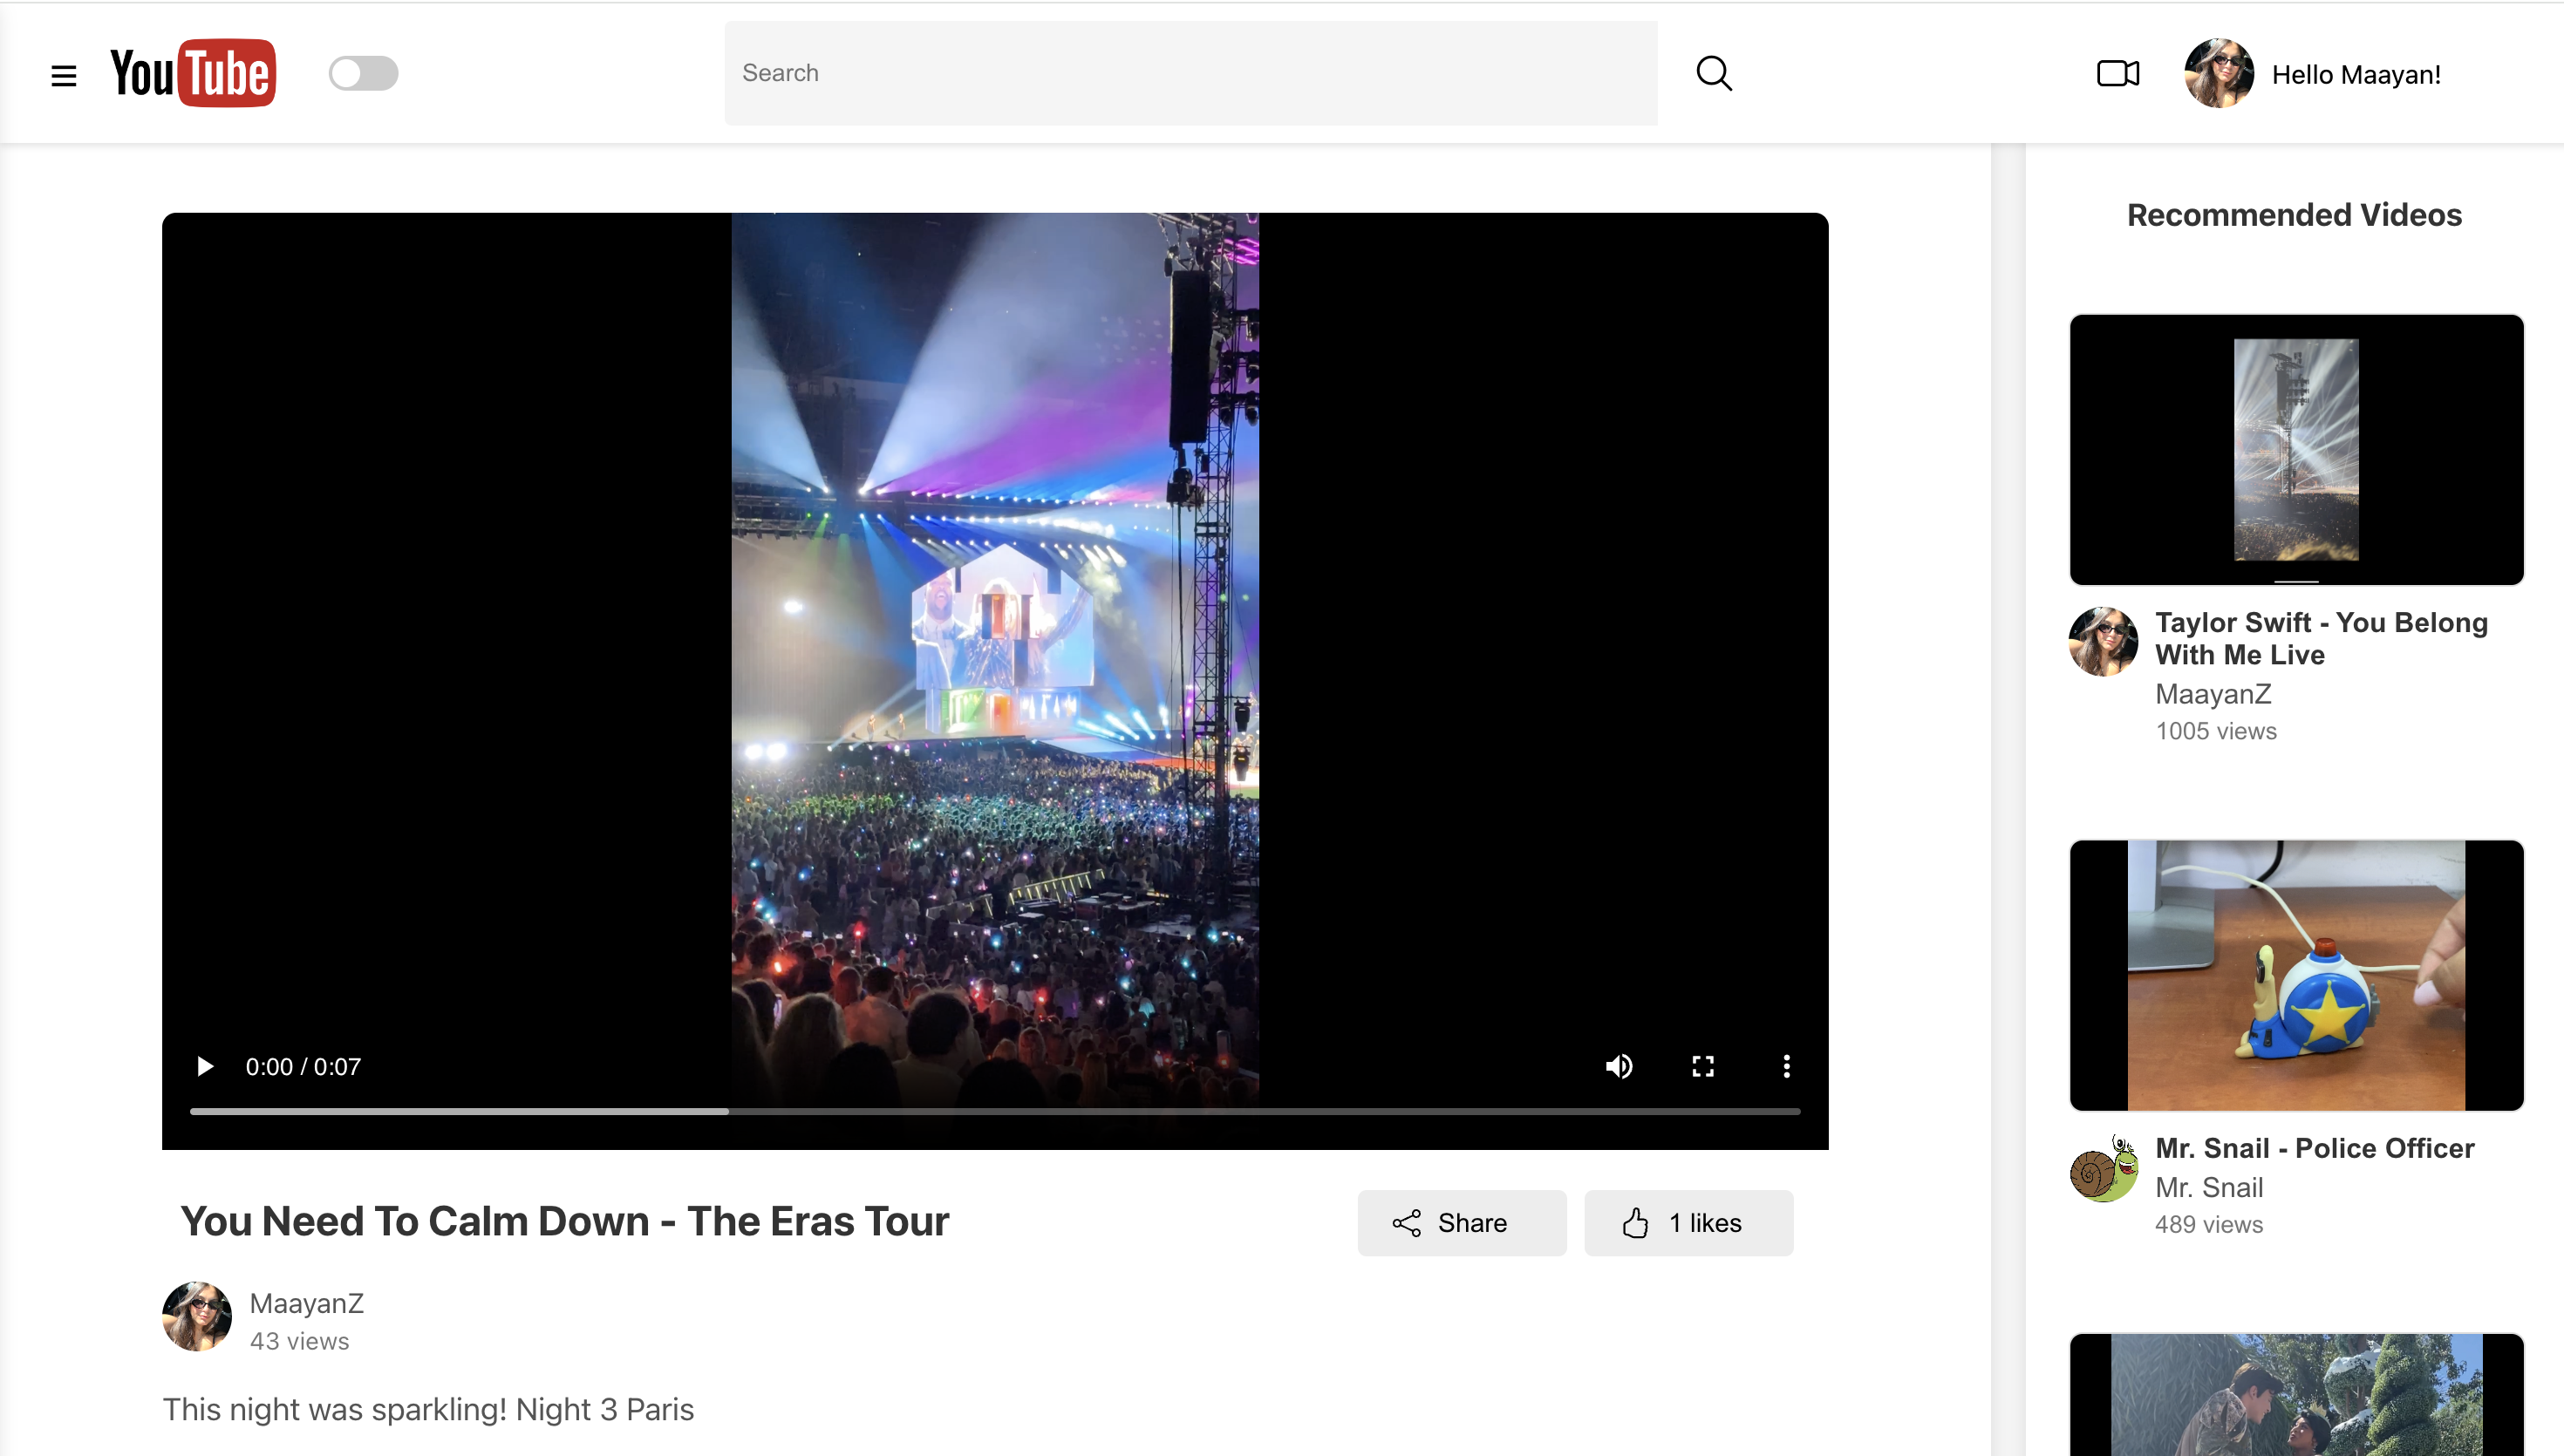 YouTube
Search
Hello Maayan!
Recommended Videos
Taylor Swift - You Belong
With Me Live
MaayanZ
1005 views
Mr. Snail - Police Officer
Mr. Snail
489 views
0:00 / 0:07
You Need To Calm Down - The Eras Tour
Share
1 likes
MaayanZ
43 views
This night was sparkling! Night 3 Paris